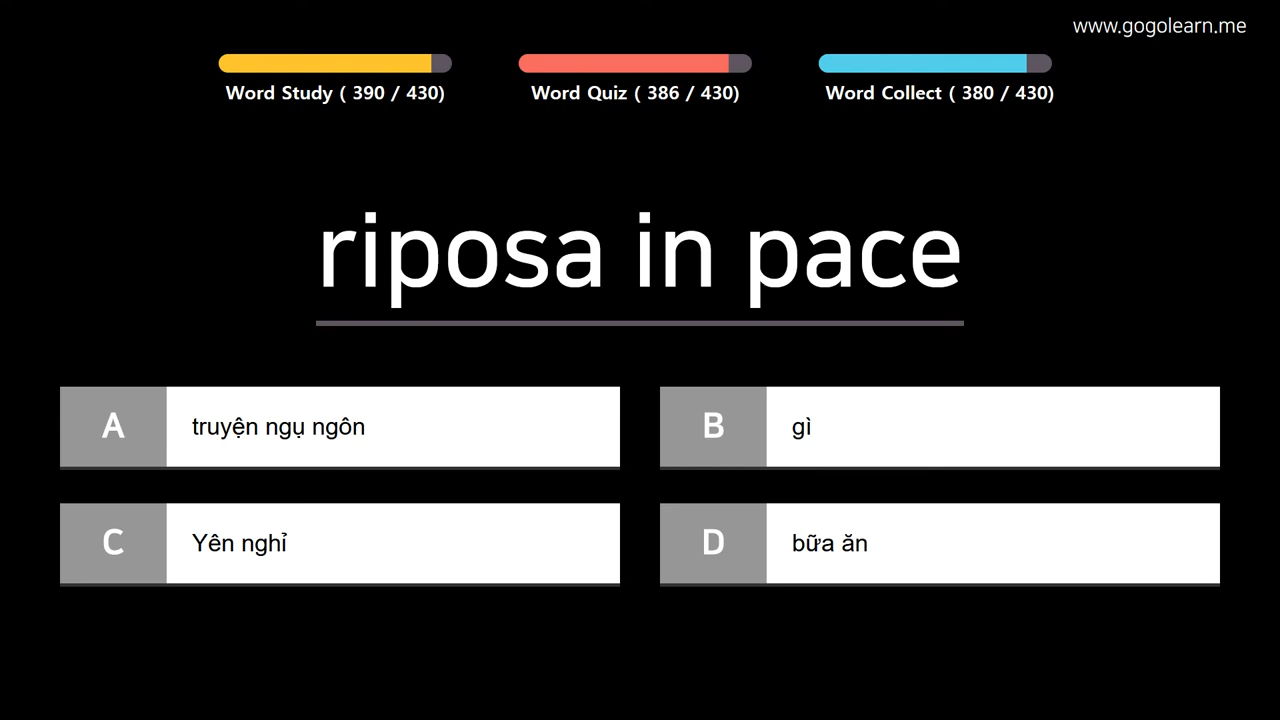 www.gogolearn.me
Word Study ( 390 / 430)
Word Quiz ( 386 / 430)
Word Collect ( 380 / 430)
riposa in pace
A truyện ngụ ngôn
B gì
C Yên nghỉ
D bữa ăn